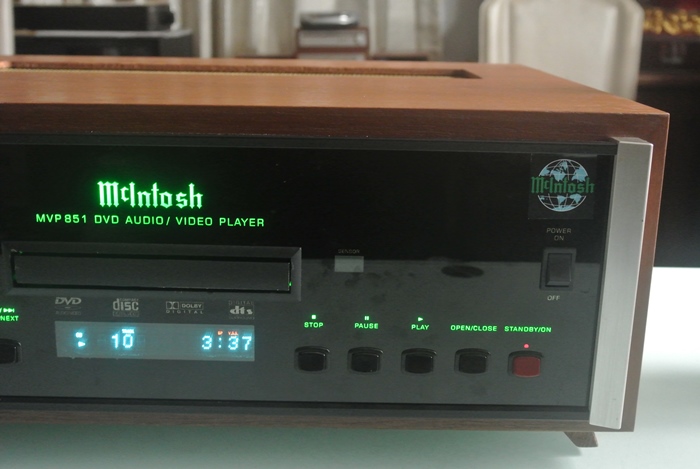 McIntosh
MVP 851 DVD AUDIO/ VIDEO PLAYER
McIntosh
POWER
ON
OFF
SENSOR
DVD
disc
DOLBY
DIGITAL
dts
NEXT
10 3:37
STOP
PAUSE
PLAY
OPEN/CLOSE
STANDBY/ON